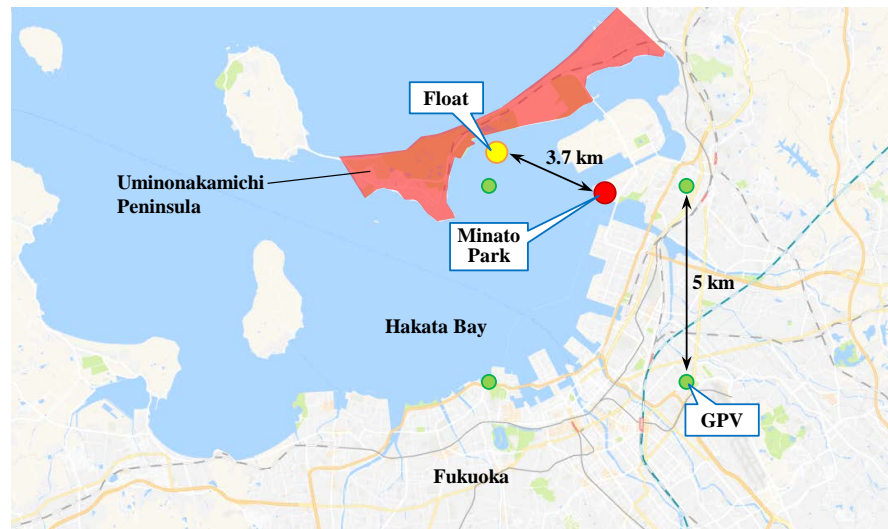 Float
3.7 km
Uminonakamichi
Peninsula
Minato
Park
5 km
Hakata Bay
GPV
Fukuoka